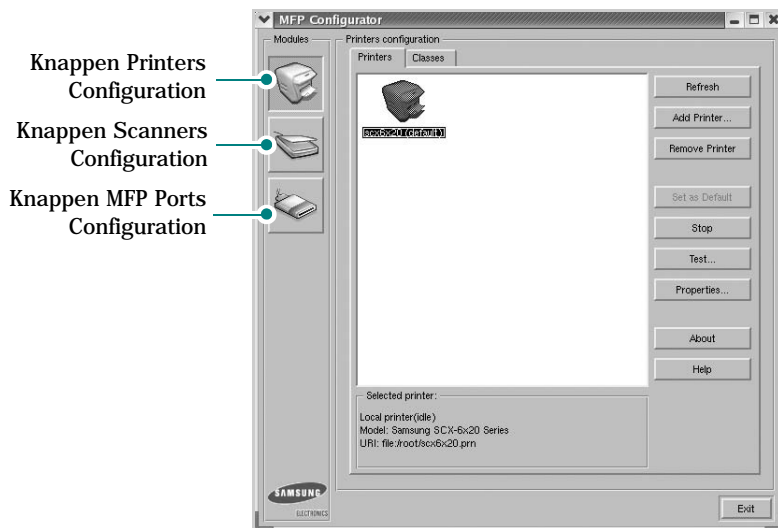 MFP Configurator
Modules
Printers configuration
Printers
Classes
Knappen Printers
Configuration
Knappen Scanners
Configuration
Knappen MFP Ports
Configuration
scx6x20 (default)
Refresh
Add Printer...
Remove Printer
Set as Default
Stop
Test...
Properties...
About
Help
Selected printer:
Local printer(idle)
Model: Samsung SCX-6x20 Series
URI: file:/root/scx6x20.prn
SAMSUNG
ELECTRONICS
Exit